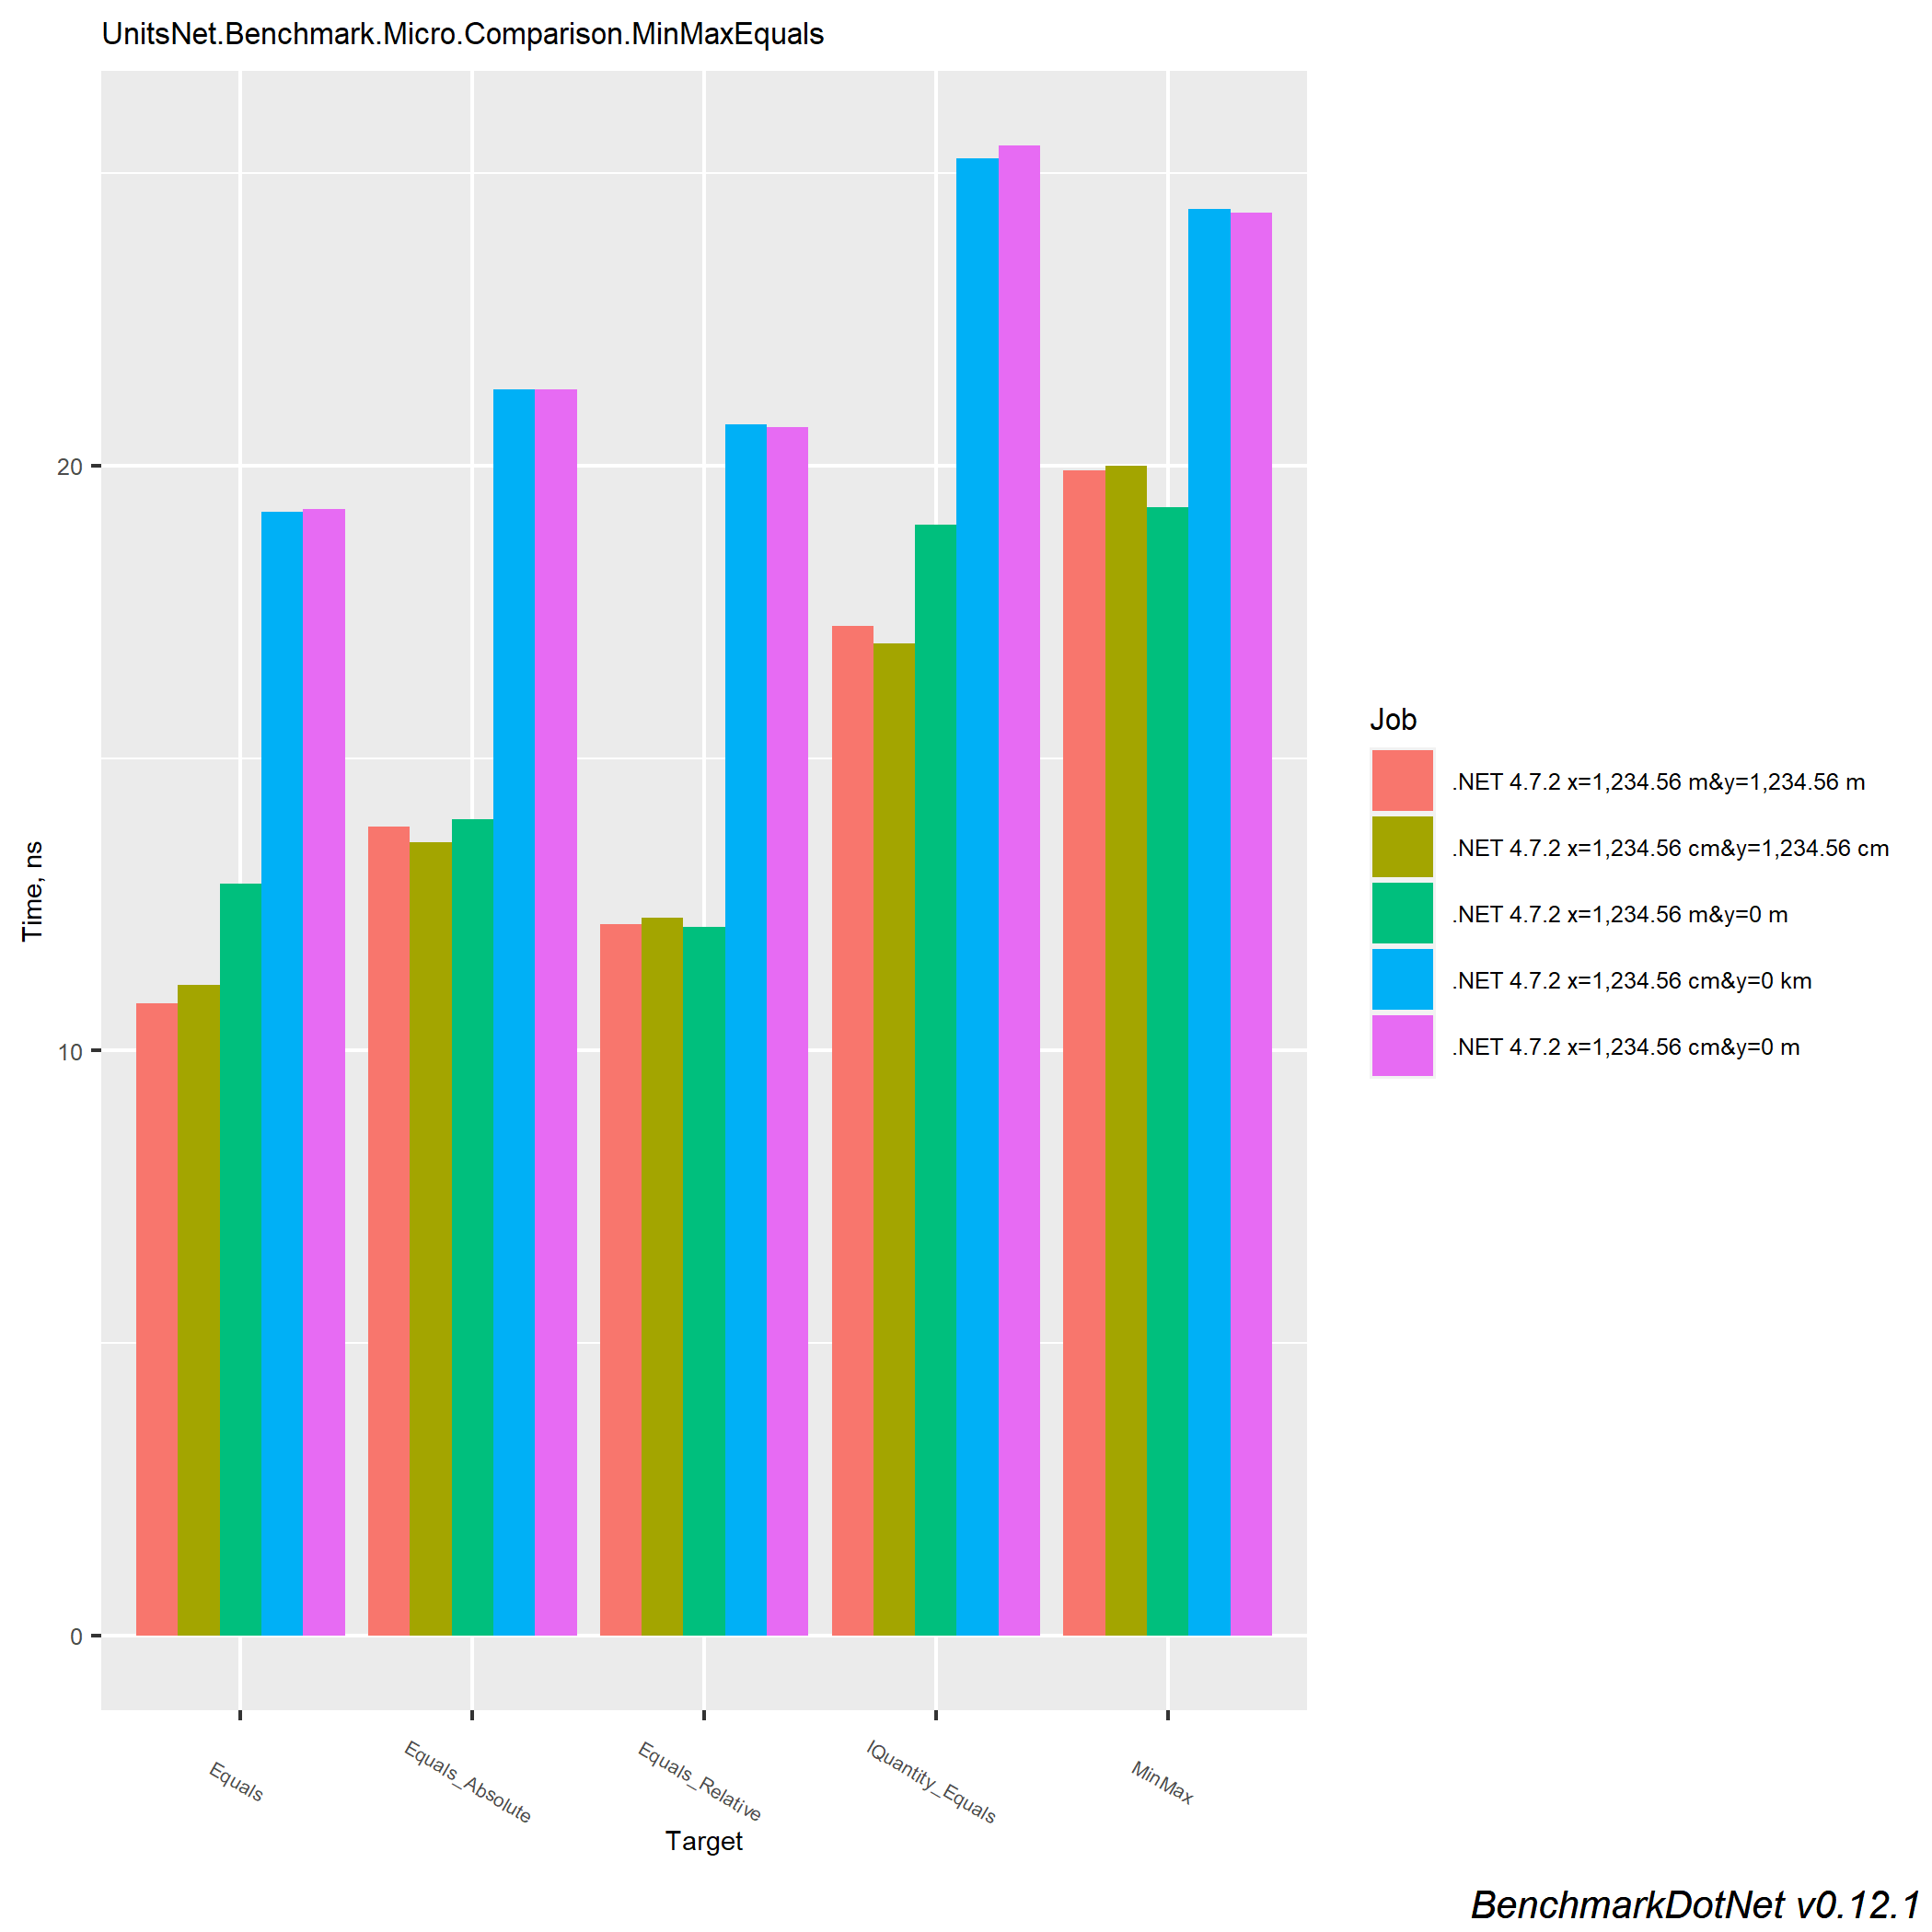 UnitsNet.Benchmark.Micro.Comparison.MinMaxEquals
Time, ns
20
10
0
Equals
Equals_Absolute
Equals_Relative
IQuantity_Equals
MinMax
Target
Job
.NET 4.7.2 x=1,234.56 m&y=1,234.56 m
.NET 4.7.2 x=1,234.56 cm&y=1,234.56 cm
.NET 4.7.2 x=1,234.56 m&y=0 m
.NET 4.7.2 x=1,234.56 cm&y=0 km
.NET 4.7.2 x=1,234.56 cm&y=0 m
BenchmarkDotNet v0.12.1